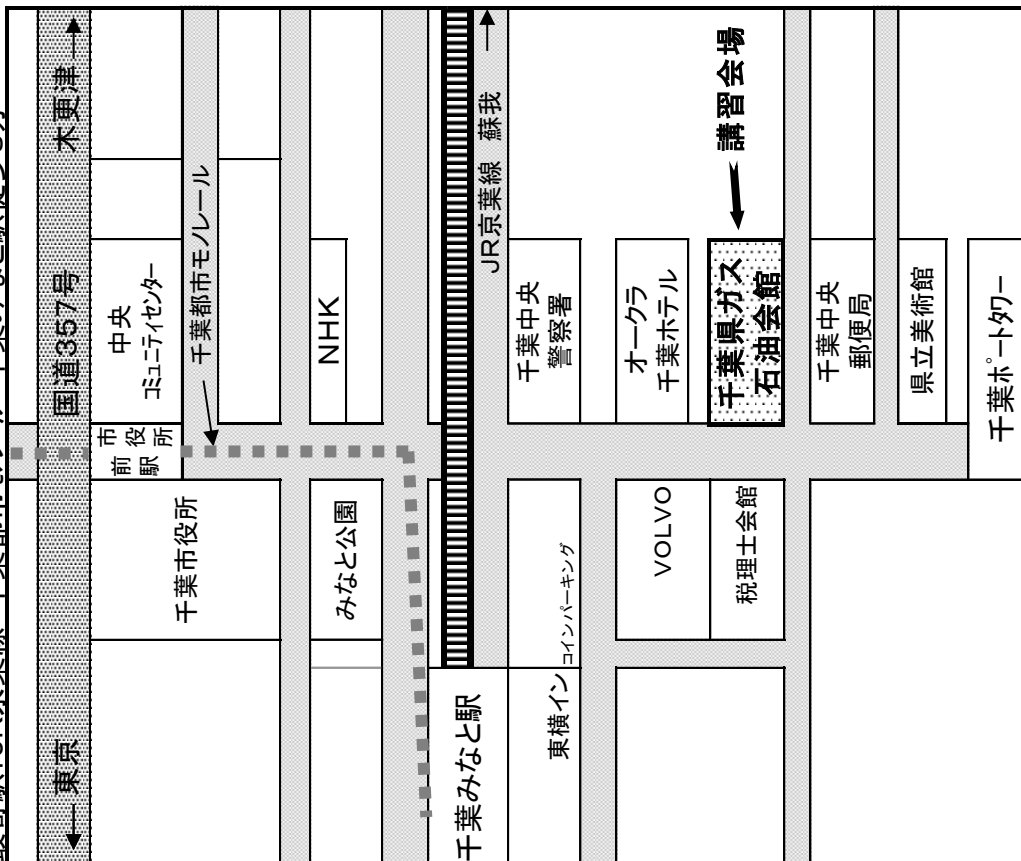 ← 東京
国道357号
木更津 →
千葉市役所
市役所
前駅
中央
コミュニティセンター
千葉都市モノレール
みなと公園
NHK
千葉みなと駅
JR京葉線 蘇我 →
東横イン
コインパーキング
千葉中央
警察署
VOLVO
オークラ
千葉ホテル
税理士会館
千葉県ガス
石油会館
講習会場
千葉中央
郵便局
県立美術館
千葉ポートタワー